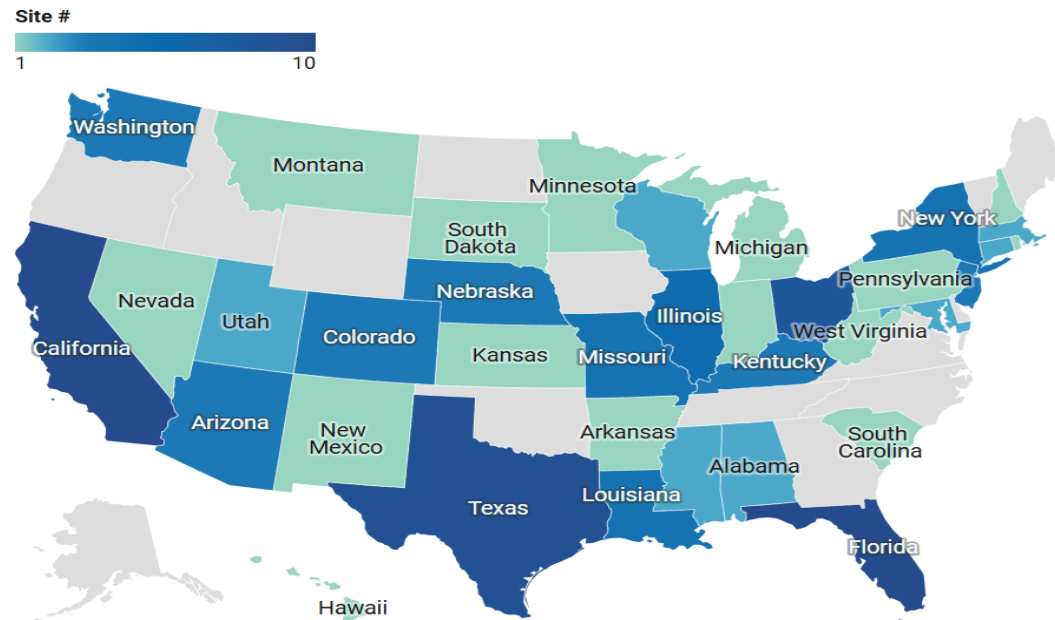 Site #
1 10
Washington
Montana
Minnesota
New York
South
Dakota
Michigan
Pennsylvania
Nebraska
Nevada
Illinois
Utah
West Virginia
Colorado
California
Kansas
Missouri
Kentucky
Arizona
New
Mexico
Arkansas
South
Carolina
Alabama
Louisiana
Texas
Florida
Hawaii